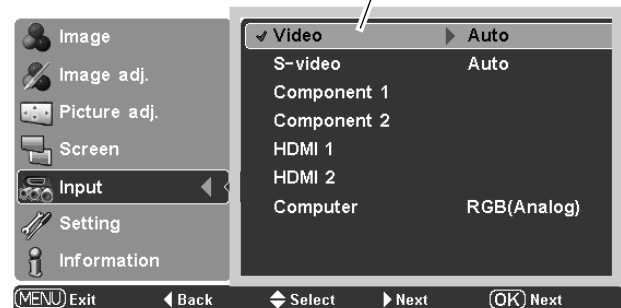 Image
Image adj.
Picture adj.
Screen
Input
Setting
Information
Video Auto
S-video Auto
Component 1
Component 2
HDMI 1
HDMI 2
Computer RGB(Analog)
MENU Exit Back Select Next OK Next